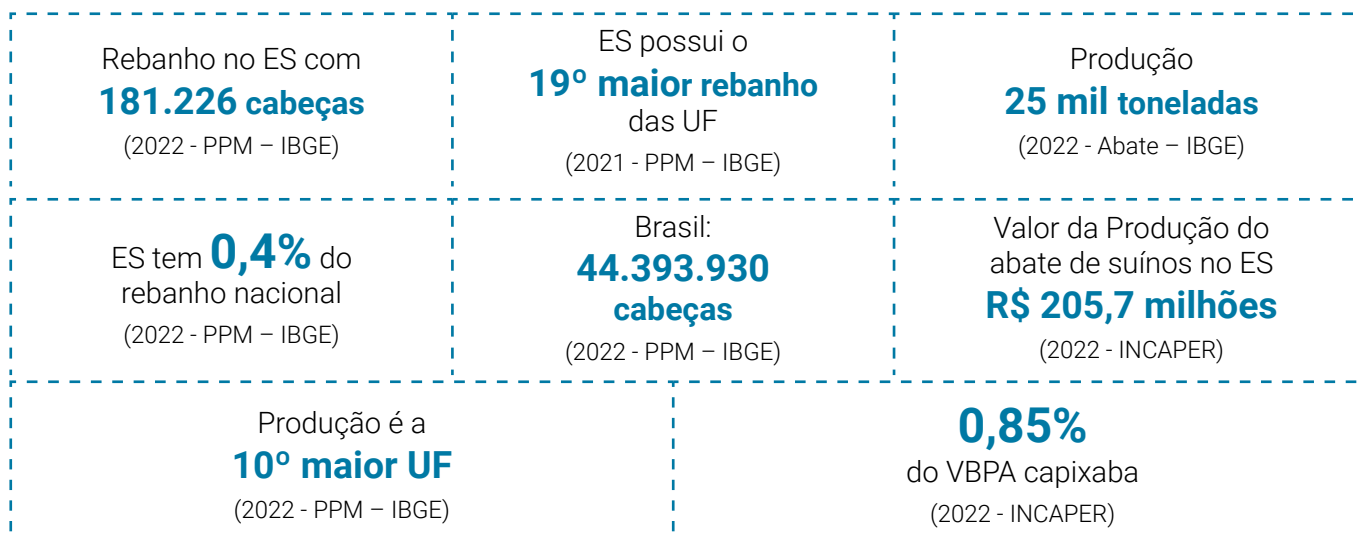 Rebanho no ES com
181.226 cabeças
(2022 - PPM – IBGE)
ES possui o
19º maior rebanho
das UF
(2021 - PPM – IBGE)
Produção
25 mil toneladas
(2022 - Abate – IBGE)
ES tem 0,4% do
rebanho nacional
(2022 - PPM – IBGE)
Brasil:
44.393.930
cabeças
(2022 - PPM – IBGE)
Valor da Produção do
abate de suínos no ES
R$ 205,7 milhões
(2022 - INCAPER)
Produção é a
10º maior UF
(2022 - PPM – IBGE)
0,85%
do VBPA capixaba
(2022 - INCAPER)